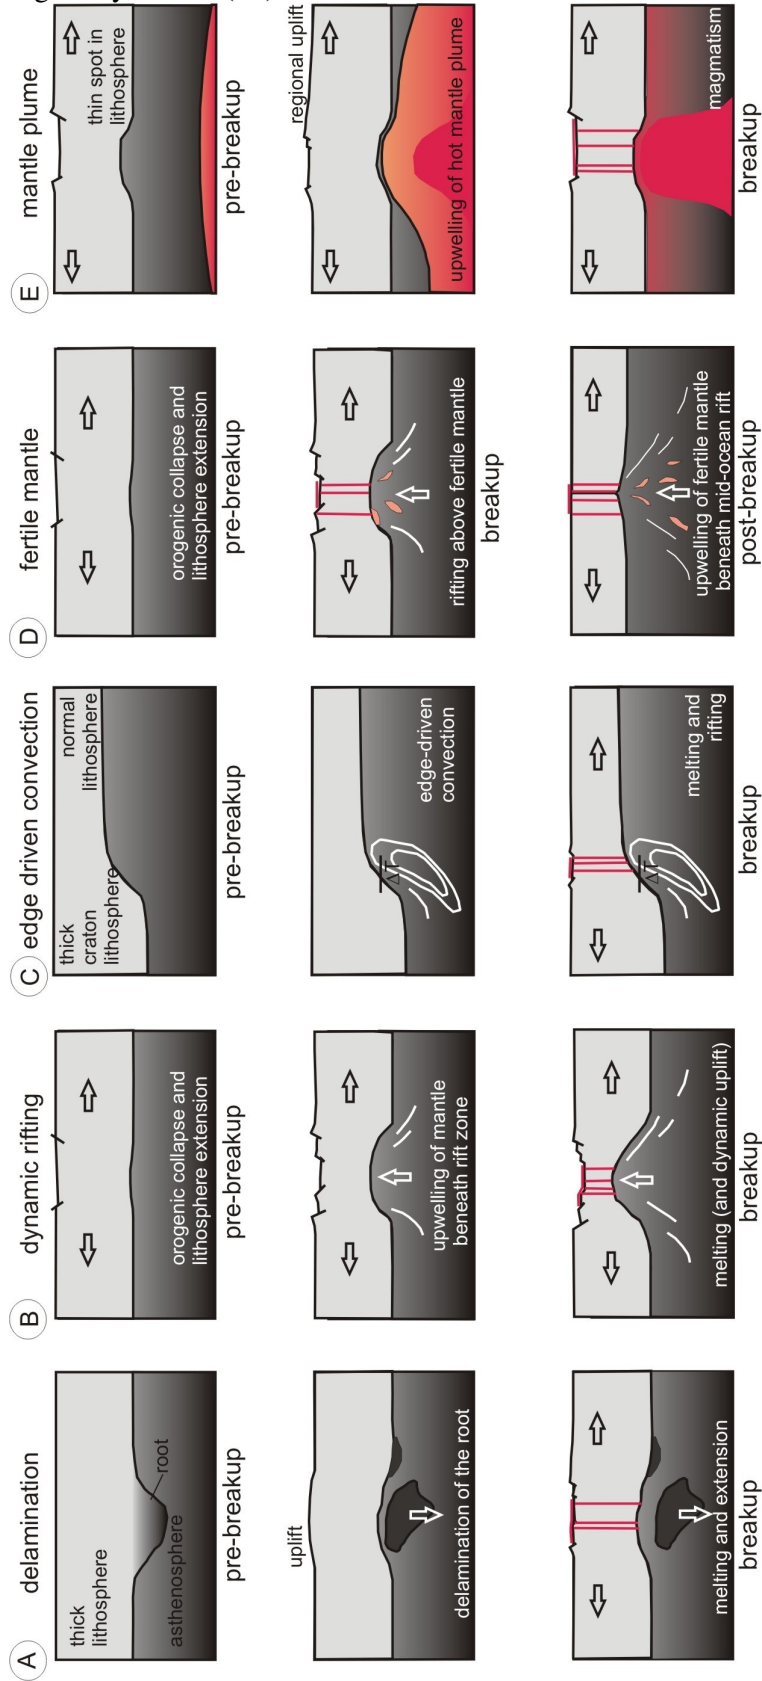 A
delamination
thick
lithosphere
root
asthenosphere
pre-breakup
uplift
delamination of the root
melting and extension
breakup
B
dynamic rifting
orogenic collapse and
lithosphere extension
pre-breakup
upwelling of mantle
beneath rift zone
melting (and dynamic uplift)
breakup
C
edge driven convection
thick
craton
lithosphere
normal
lithosphere
pre-breakup
ΔT
edge-driven
convection
ΔT
melting and
rifting
breakup
D
fertile mantle
orogenic collapse and
lithosphere extension
pre-breakup
rifting above fertile mantle
breakup
upwelling of fertile mantle
beneath mid-ocean rift
post-breakup
E
mantle plume
thin spot in
lithosphere
pre-breakup
regional uplift
upwelling of hot mantle plume
magmatism
breakup